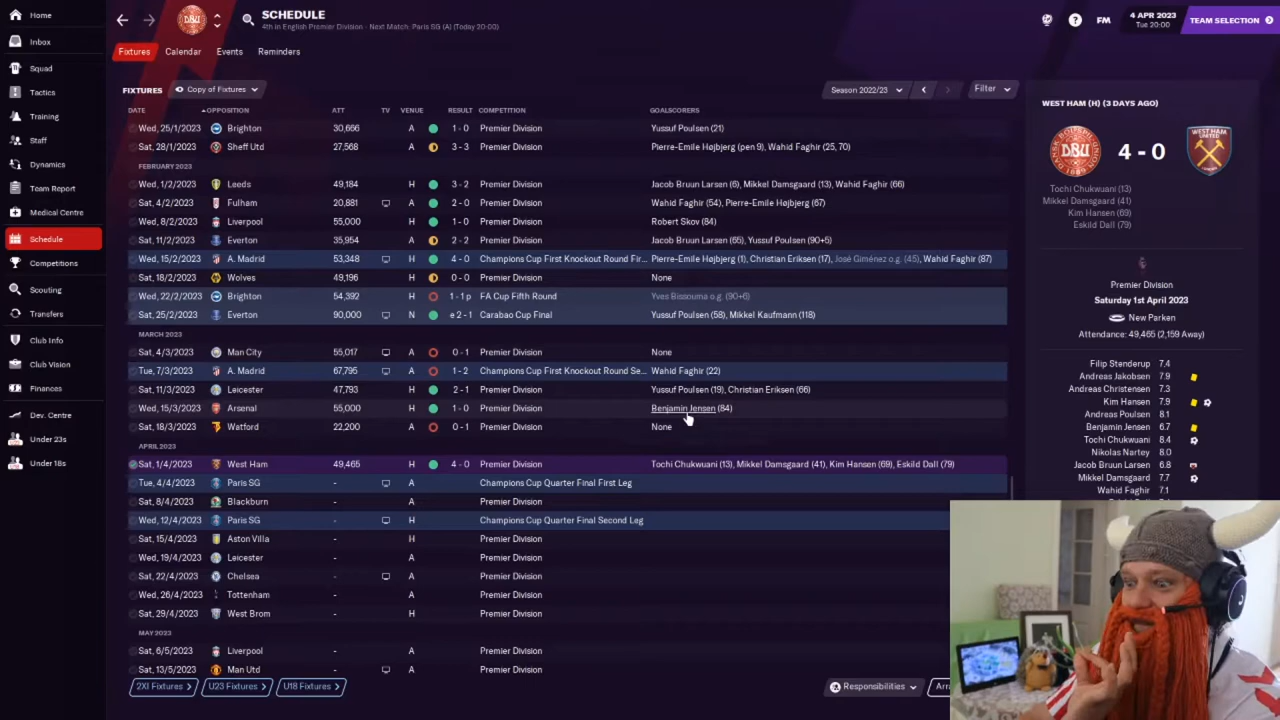 Home
Inbox
Squad
Tactics
Training
Staff
Dynamics
Team Report
Medical Centre
Schedule
Competitions
Scouting
Transfers
Club Info
Club Vision
Finances
Dev. Centre
Under 23s
Under 18s
DBU
SCHEDULE
4th in English Premier Division - Next Match: Paris SG (A) (Today 20:00)
FM
4 APR 2023
Tue 20:00
TEAM SELECTION
Fixtures Calendar Events Reminders
FIXTURES Copy of Fixtures Season 2022/23 Filter
DATE OPPOSITION ATT TV VENUE RESULT COMPETITION GOALSCORERS
Wed, 25/1/2023 Brighton 30,666 A 1 - 0 Premier Division Yussuf Poulsen (21)
Sat, 28/1/2023 Sheff Utd 27,568 A 3 - 3 Premier Division Pierre-Emile Højbjerg (pen 9), Wahid Faghir (25, 70)
FEBRUARY 2023
Wed, 1/2/2023 Leeds 49,184 H 3 - 2 Premier Division Jacob Bruun Larsen (6), Mikkel Damsgaard (13), Wahid Faghir (66)
Sat, 4/2/2023 Fulham 20,881 A 2 - 0 Premier Division Wahid Faghir (54), Pierre-Emile Højbjerg (67)
Wed, 8/2/2023 Liverpool 55,000 H 1 - 0 Premier Division Robert Skov (84)
Sat, 11/2/2023 Everton 35,954 A 2 - 2 Premier Division Jacob Bruun Larsen (65), Yussuf Poulsen (90+5)
Wed, 15/2/2023 A. Madrid 53,348 H 4 - 0 Champions Cup First Knockout Round Fir... Pierre-Emile Højbjerg (1), Christian Eriksen (17), José Giménez o.g. (45), Wahid Faghir (87)
Sat, 18/2/2023 Wolves 49,196 H 0 - 0 Premier Division None
Wed, 22/2/2023 Brighton 54,392 H 1 - 1 p FA Cup Fifth Round Yves Bissouma o.g. (90+6)
Sat, 25/2/2023 Everton 90,000 N e 2 - 1 Carabao Cup Final Yussuf Poulsen (58), Mikkel Kaufmann (118)
MARCH 2023
Sat, 4/3/2023 Man City 55,017 A 0 - 1 Premier Division None
Tue, 7/3/2023 A. Madrid 67,795 A 1 - 2 Champions Cup First Knockout Round Se... Wahid Faghir (22)
Sat, 11/3/2023 Leicester 47,793 H 2 - 1 Premier Division Yussuf Poulsen (19), Christian Eriksen (66)
Wed, 15/3/2023 Arsenal 55,000 H 1 - 0 Premier Division Benjamin Jensen (84)
Sat, 18/3/2023 Watford 22,200 A 0 - 1 Premier Division None
APRIL 2023
Sat, 1/4/2023 West Ham 49,465 H 4 - 0 Premier Division Tochi Chukwuani (13), Mikkel Damsgaard (41), Kim Hansen (69), Eskild Dall (79)
Tue, 4/4/2023 Paris SG - A Champions Cup Quarter Final First Leg
Sat, 8/4/2023 Blackburn - A Premier Division
Wed, 12/4/2023 Paris SG - H Champions Cup Quarter Final Second Leg
Sat, 15/4/2023 Aston Villa - H Premier Division
Wed, 19/4/2023 Leicester - A Premier Division
Sat, 22/4/2023 Chelsea - A Premier Division
Wed, 26/4/2023 Tottenham - A Premier Division
Sat, 29/4/2023 West Brom - H Premier Division
MAY 2023
Sat, 6/5/2023 Liverpool - A Premier Division
Sat, 13/5/2023 Man Utd - A Premier Division
2XI Fixtures U23 Fixtures U18 Fixtures Responsibilities
WEST HAM (H) (3 DAYS AGO)
DBU
4 - 0
WEST HAM UNITED
Tochi Chukwuani (13)
Mikkel Damsgaard (41)
Kim Hansen (69)
Eskild Dall (79)
Premier Division
Saturday 1st April 2023
New Parken
Attendance: 49,465 (2,159 Away)
Filip Stenderup 7.4
Andreas Jakobsen 7.9
Andreas Christensen 7.3
Kim Hansen 7.9
Andreas Poulsen 8.1
Benjamin Jensen 6.7
Tochi Chukwuani 8.4
Nikolas Nartey 8.0
Jacob Bruun Larsen 6.8
Mikkel Damsgaard 7.7
Wahid Faghir 7.1